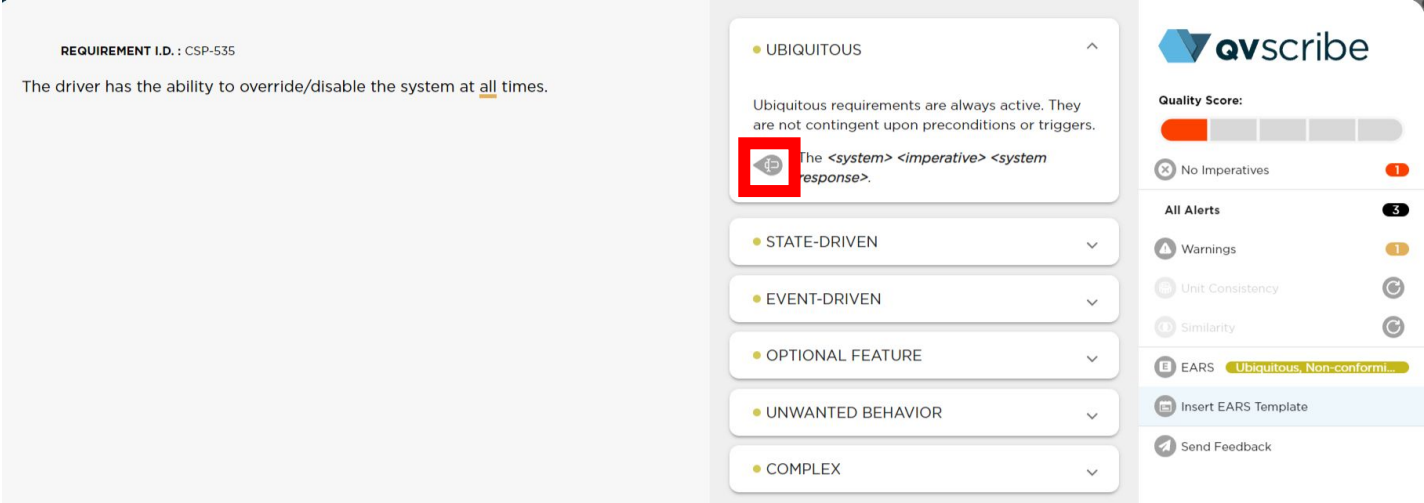 REQUIREMENT I.D. : CSP-535
The driver has the ability to override/disable the system at all times.
UBIQUITOUS
Ubiquitous requirements are always active. They
are not contingent upon preconditions or triggers.
The <system> <imperative> <system
response>.
STATE-DRIVEN
EVENT-DRIVEN
OPTIONAL FEATURE
UNWANTED BEHAVIOR
COMPLEX
qvscribe
Quality Score:
No Imperatives 1
All Alerts 3
Warnings 1
Unit Consistency
Similarity
E EARS Ubiquitous, Non-conformi...
Insert EARS Template
Send Feedback